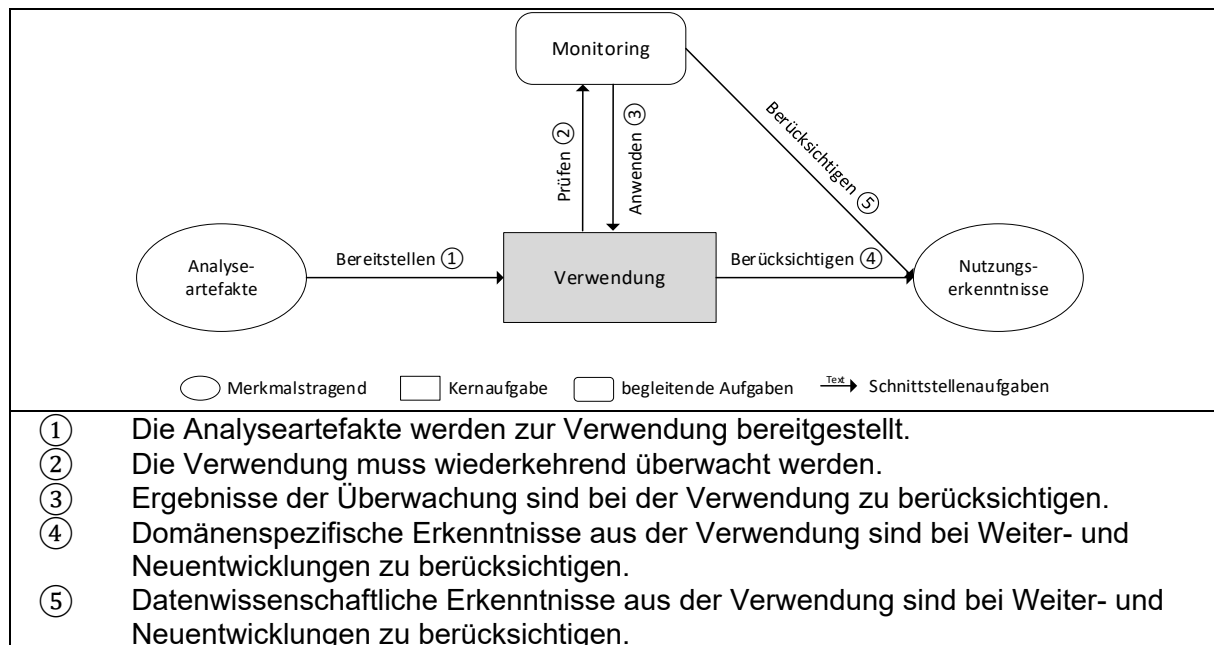 Monitoring
Prüfen ②
Anwenden ③
Berücksichtigen ⑤
Analyse-
artefakte
Bereitstellen ①
Verwendung
Berücksichtigen ④
Nutzungs-
erkenntnisse
Merkmalstragend
Kernaufgabe
begleitende Aufgaben
Text
Schnittstellenaufgaben
① Die Analyseartefakte werden zur Verwendung bereitgestellt.
② Die Verwendung muss wiederkehrend überwacht werden.
③ Ergebnisse der Überwachung sind bei der Verwendung zu berücksichtigen.
④ Domänenspezifische Erkenntnisse aus der Verwendung sind bei Weiter- und
Neuentwicklungen zu berücksichtigen.
⑤ Datenwissenschaftliche Erkenntnisse aus der Verwendung sind bei Weiter- und
Neuentwicklungen zu berücksichtigen.